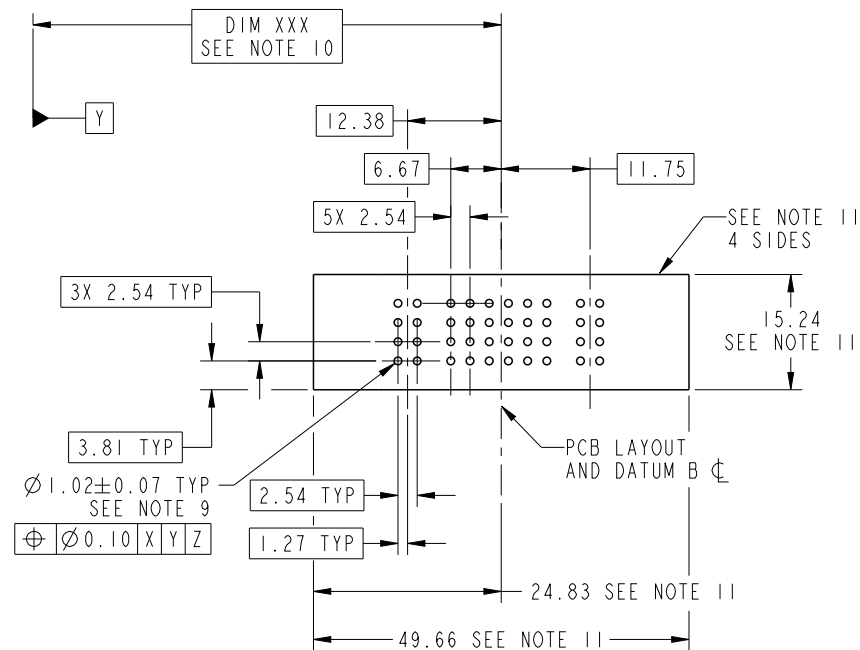 DIM XXX
SEE NOTE 10
Y
12.38
6.67
11.75
5X 2.54
SEE NOTE 11
4 SIDES
3X 2.54 TYP
15.24
SEE NOTE 11
3.81 TYP
PCB LAYOUT
AND DATUM B ℄
Ø1.02±0.07 TYP
SEE NOTE 9
2.54 TYP
⌖ Ø0.10 X Y Z
1.27 TYP
24.83 SEE NOTE 11
49.66 SEE NOTE 11